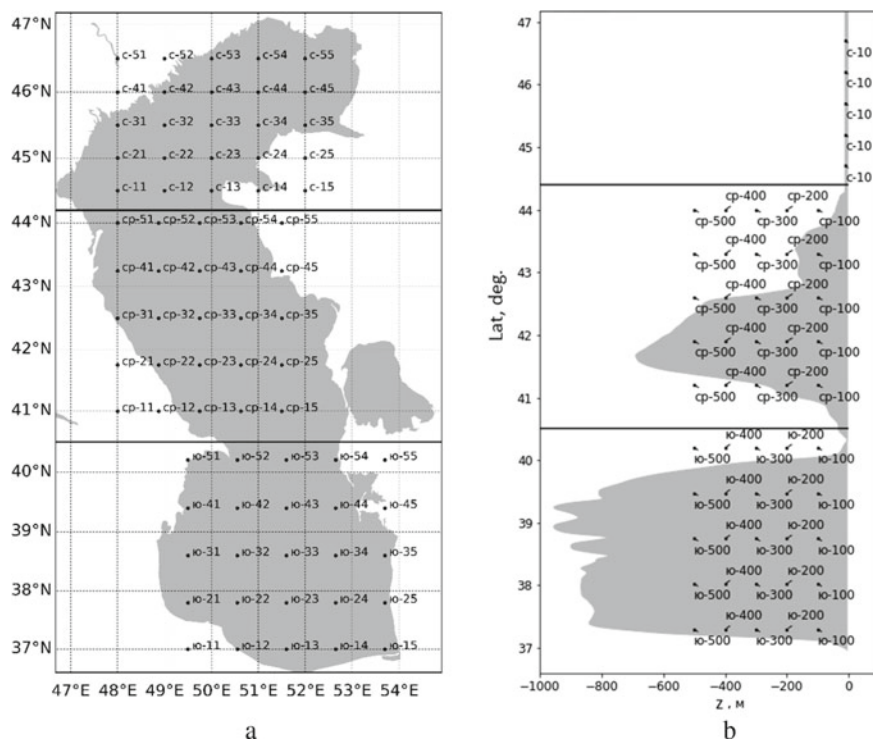 47°N
с-51 с-52 с-53 с-54 с-55
46°N
с-41 с-42 с-43 с-44 с-45
с-31 с-32 с-33 с-34 с-35
45°N
с-21 с-22 с-23 с-24 с-25
с-11 с-12 с-13 с-14 с-15
44°N
ср-51 ср-52 ср-53 ср-54 ср-55
43°N
ср-41 ср-42 ср-43 ср-44 ср-45
ср-31 ср-32 ср-33 ср-34 ср-35
42°N
ср-21 ср-22 ср-23 ср-24 ср-25
41°N
ср-11 ср-12 ср-13 ср-14 ср-15
ю-51 ю-52 ю-53 ю-54 ю-55
40°N
ю-41 ю-42 ю-43 ю-44 ю-45
39°N
ю-31 ю-32 ю-33 ю-34 ю-35
38°N
ю-21 ю-22 ю-23 ю-24 ю-25
37°N
ю-11 ю-12 ю-13 ю-14 ю-15
47°E 48°E 49°E 50°E 51°E 52°E 53°E 54°E
a
Lat, deg.
47
с-10
46
с-10
с-10
45
с-10
с-10
ср-400 ср-200
44
ср-500 ср-300 ср-100
ср-400 ср-200
43
ср-500 ср-300 ср-100
ср-400 ср-200
ср-500 ср-300 ср-100
42
ср-400 ср-200
ср-500 ср-300 ср-100
ср-400 ср-200
41
ср-500 ср-300 ср-100
ю-400 ю-200
40
ю-500 ю-300 ю-100
ю-400 ю-200
39
ю-500 ю-300 ю-100
ю-400 ю-200
ю-500 ю-300 ю-100
38
ю-400 ю-200
ю-500 ю-300 ю-100
ю-400 ю-200
37
ю-500 ю-300 ю-100
−1000 −800 −600 −400 −200 0
Z , м
b